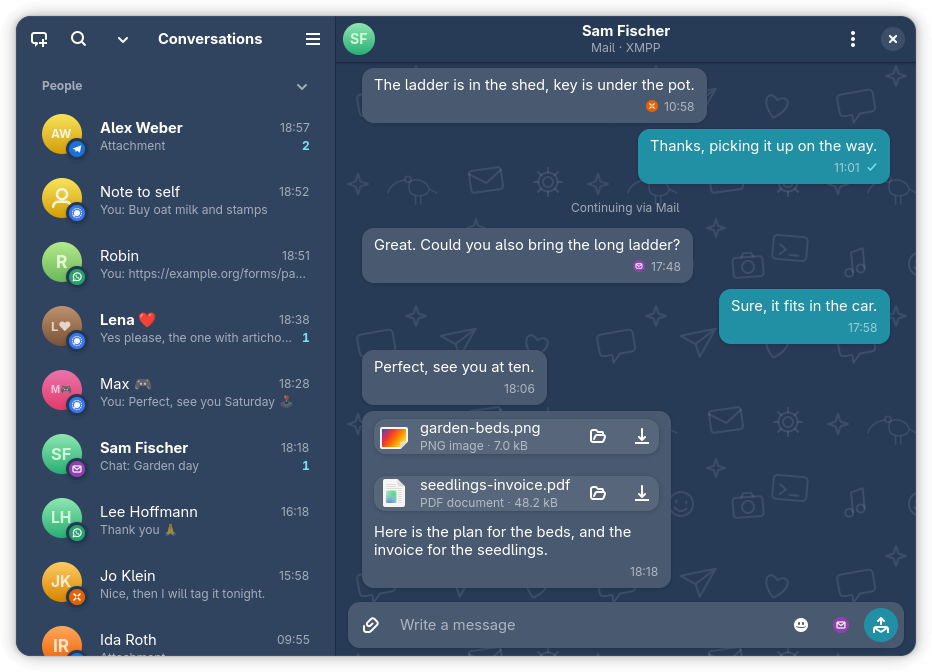 Conversations
People
AW
Alex Weber
18:57
Attachment
2
Note to self
18:52
You: Buy oat milk and stamps
R
Robin
18:51
You: https://example.org/forms/pa…
L❤
Lena ❤️
18:38
Yes please, the one with articho…
1
M🎮
Max 🎮
18:28
You: Perfect, see you Saturday 🕹️
SF
Sam Fischer
18:18
Chat: Garden day
1
LH
Lee Hoffmann
16:18
Thank you 🙏
JK
Jo Klein
15:58
Nice, then I will tag it tonight.
IR
Ida Roth
09:55
Attachment
SF
Sam Fischer
Mail · XMPP
The ladder is in the shed, key is under the pot.
10:58
Thanks, picking it up on the way.
11:01 ✓
Continuing via Mail
Great. Could you also bring the long ladder?
17:48
Sure, it fits in the car.
17:58
Perfect, see you at ten.
18:06
garden-beds.png
PNG image · 7.0 kB
seedlings-invoice.pdf
PDF document · 48.2 kB
Here is the plan for the beds, and the
invoice for the seedlings.
18:18
Write a message